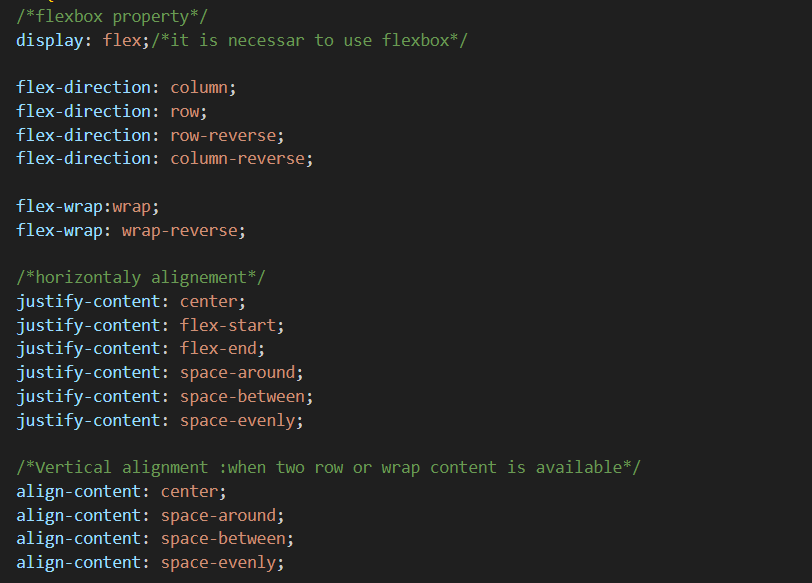 /*flexbox property*/
display: flex;/*it is necessar to use flexbox*/
flex-direction: column;
flex-direction: row;
flex-direction: row-reverse;
flex-direction: column-reverse;
flex-wrap:wrap;
flex-wrap: wrap-reverse;
/*horizontaly alignement*/
justify-content: center;
justify-content: flex-start;
justify-content: flex-end;
justify-content: space-around;
justify-content: space-between;
justify-content: space-evenly;
/*Vertical alignment :when two row or wrap content is available*/
align-content: center;
align-content: space-around;
align-content: space-between;
align-content: space-evenly;